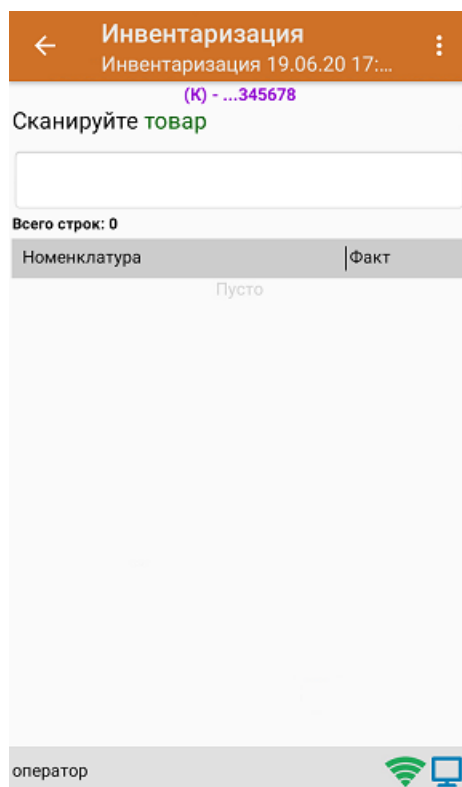 Инвентаризация
Инвентаризация 19.06.20 17:...
(К) - ...345678
Сканируйте товар
Всего строк: 0
Номенклатура Факт
Пусто
оператор